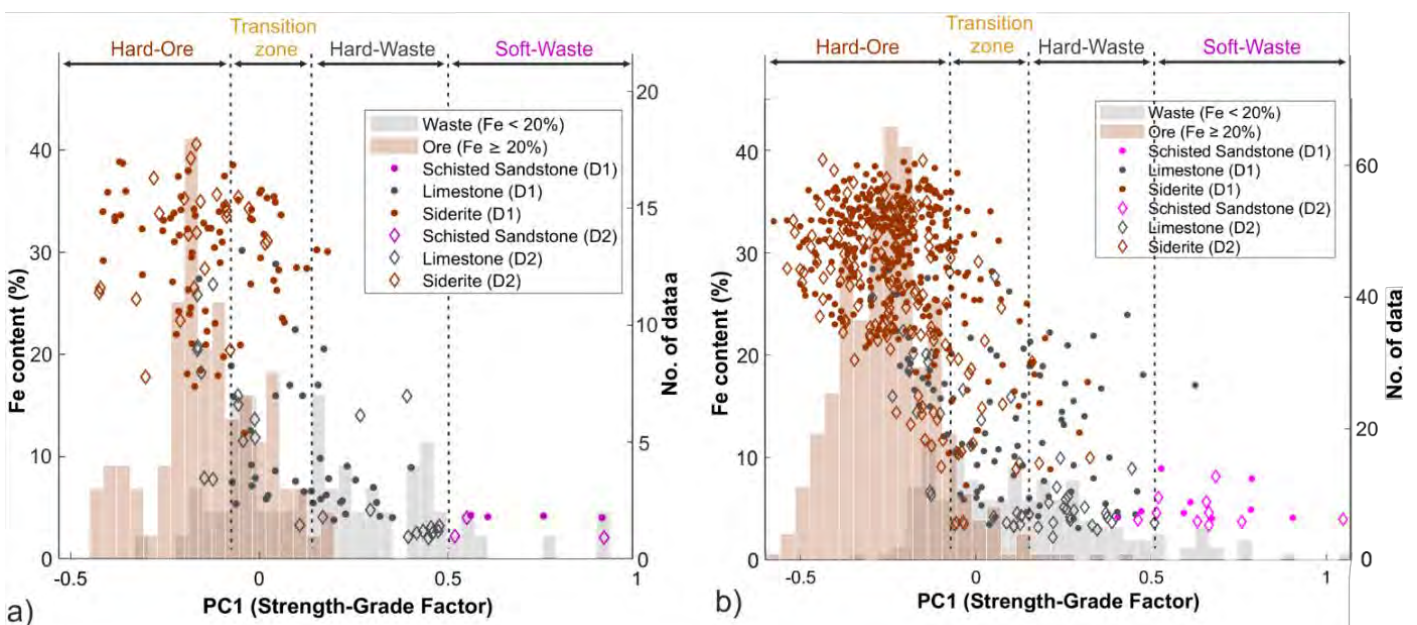 Transition
zone
Hard-Ore
Hard-Waste
Soft-Waste
20
15
10
5
0
No. of dataa
40
30
20
10
0
Fe content (%)
Waste (Fe < 20%)
Ore (Fe ≥ 20%)
Schisted Sandstone (D1)
Limestone (D1)
Siderite (D1)
Schisted Sandstone (D2)
Limestone (D2)
Siderite (D2)
-0.5
0
0.5
1
PC1 (Strength-Grade Factor)
a)
Transition
zone
Hard-Ore
Hard-Waste
Soft-Waste
60
40
20
0
No. of data
40
30
20
10
0
Fe content (%)
Waste (Fe < 20%)
Ore (Fe ≥ 20%)
Schisted Sandstone (D1)
Limestone (D1)
Siderite (D1)
Schisted Sandstone (D2)
Limestone (D2)
Siderite (D2)
-0.5
0
0.5
1
PC1 (Strength-Grade Factor)
b)